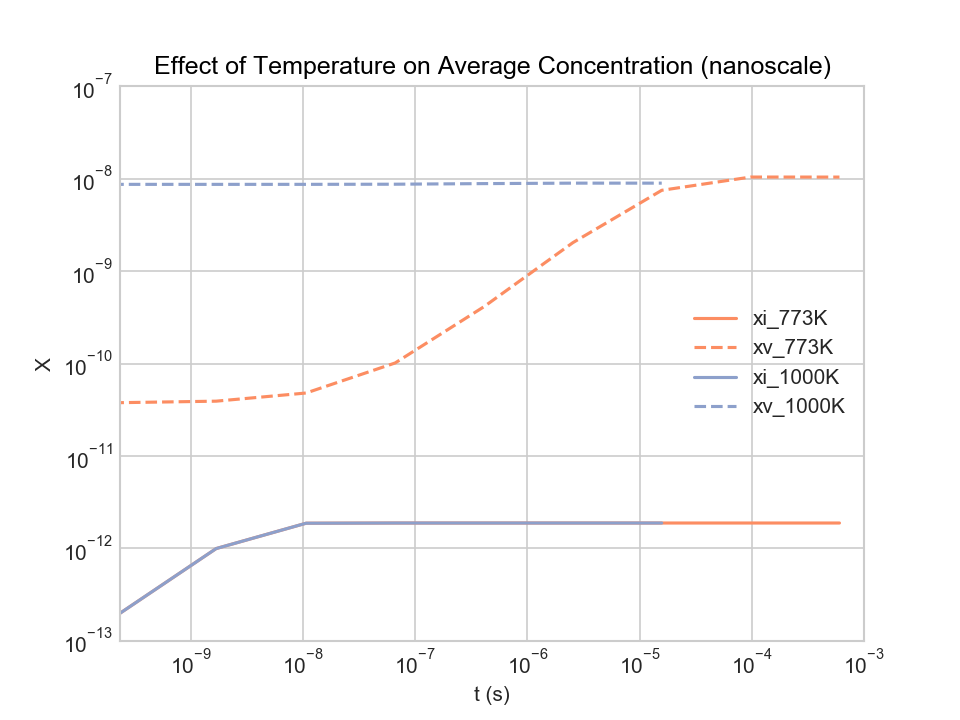 Effect of Temperature on Average Concentration (nanoscale)
10^−7
10^−8
10^−9
10^−10
10^−11
10^−12
10^−13
X
xi_773K
xv_773K
xi_1000K
xv_1000K
10^−9 10^−8 10^−7 10^−6 10^−5 10^−4 10^−3
t (s)